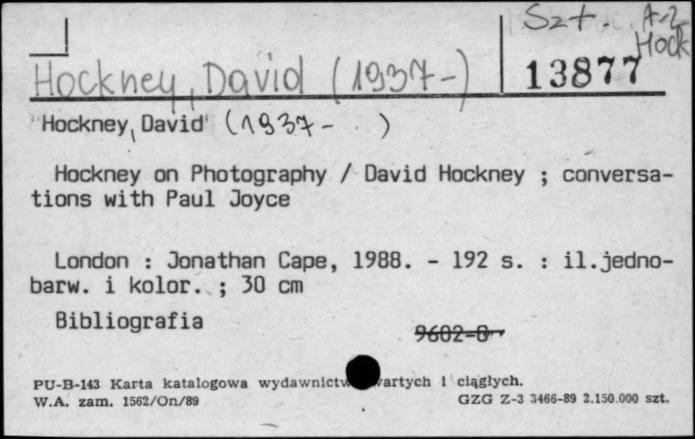 Szt. A-2
Hock
Hockney, David (1937-) 13877
Hockney, David (1937- )
Hockney on Photography / David Hockney ; conversa-
tions with Paul Joyce
London : Jonathan Cape, 1988. - 192 s. : il.jedno-
barw. i kolor. ; 30 cm
Bibliografia
9602-8
PU-B-143 Karta katalogowa wydawnictw wartych i ciągłych.
W.A. zam. 1562/On/89 GZG Z-3 3466-89 2.150.000 szt.